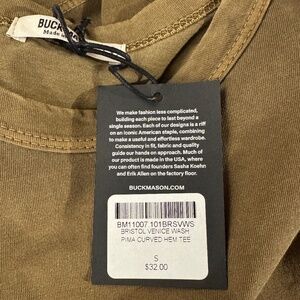 BUCK MASON
Made in
We make fashion less complicated,
building each piece to last beyond a
single season. Each of our designs is a riff
on an iconic American staple, combining
to make a useful and effortless wardrobe.
Consistency in fit, fabric and quality
guide our hands on approach. Much of
our product is made in the USA, where
you can often find founders Sasha Koehn
and Erik Allen on the factory floor.
BUCKMASON.COM
BM11007.101BRSVWS
BRISTOL VENICE WASH
PIMA CURVED HEM TEE
S
$32.00